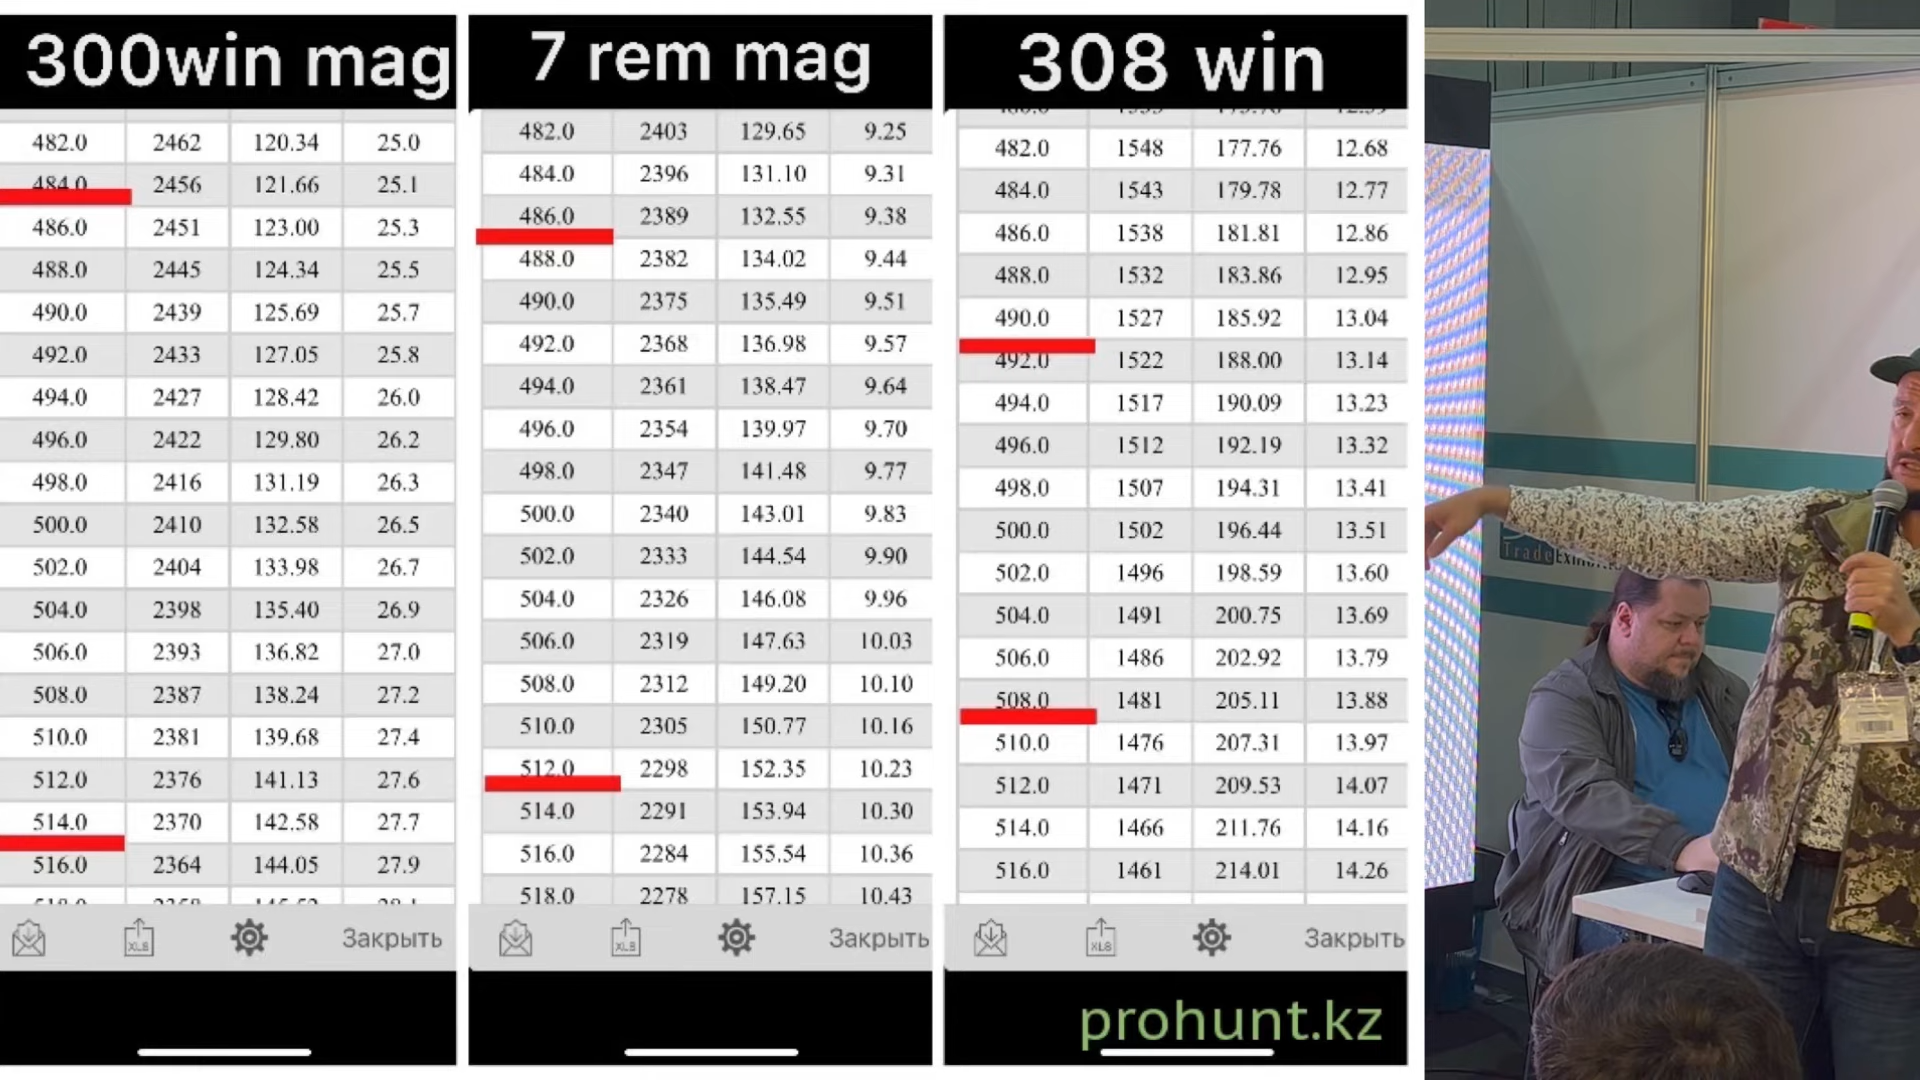 300win mag
482.0 2462 120.34 25.0
484.0 2456 121.66 25.1
486.0 2451 123.00 25.3
488.0 2445 124.34 25.5
490.0 2439 125.69 25.7
492.0 2433 127.05 25.8
494.0 2427 128.42 26.0
496.0 2422 129.80 26.2
498.0 2416 131.19 26.3
500.0 2410 132.58 26.5
502.0 2404 133.98 26.7
504.0 2398 135.40 26.9
506.0 2393 136.82 27.0
508.0 2387 138.24 27.2
510.0 2381 139.68 27.4
512.0 2376 141.13 27.6
514.0 2370 142.58 27.7
516.0 2364 144.05 27.9
XLS
Закрыть
7 rem mag
482.0 2403 129.65 9.25
484.0 2396 131.10 9.31
486.0 2389 132.55 9.38
488.0 2382 134.02 9.44
490.0 2375 135.49 9.51
492.0 2368 136.98 9.57
494.0 2361 138.47 9.64
496.0 2354 139.97 9.70
498.0 2347 141.48 9.77
500.0 2340 143.01 9.83
502.0 2333 144.54 9.90
504.0 2326 146.08 9.96
506.0 2319 147.63 10.03
508.0 2312 149.20 10.10
510.0 2305 150.77 10.16
512.0 2298 152.35 10.23
514.0 2291 153.94 10.30
516.0 2284 155.54 10.36
518.0 2278 157.15 10.43
XLS
Закрыть
308 win
482.0 1548 177.76 12.68
484.0 1543 179.78 12.77
486.0 1538 181.81 12.86
488.0 1532 183.86 12.95
490.0 1527 185.92 13.04
492.0 1522 188.00 13.14
494.0 1517 190.09 13.23
496.0 1512 192.19 13.32
498.0 1507 194.31 13.41
500.0 1502 196.44 13.51
502.0 1496 198.59 13.60
504.0 1491 200.75 13.69
506.0 1486 202.92 13.79
508.0 1481 205.11 13.88
510.0 1476 207.31 13.97
512.0 1471 209.53 14.07
514.0 1466 211.76 14.16
516.0 1461 214.01 14.26
XLS
Закрыть
prohunt.kz
Trade